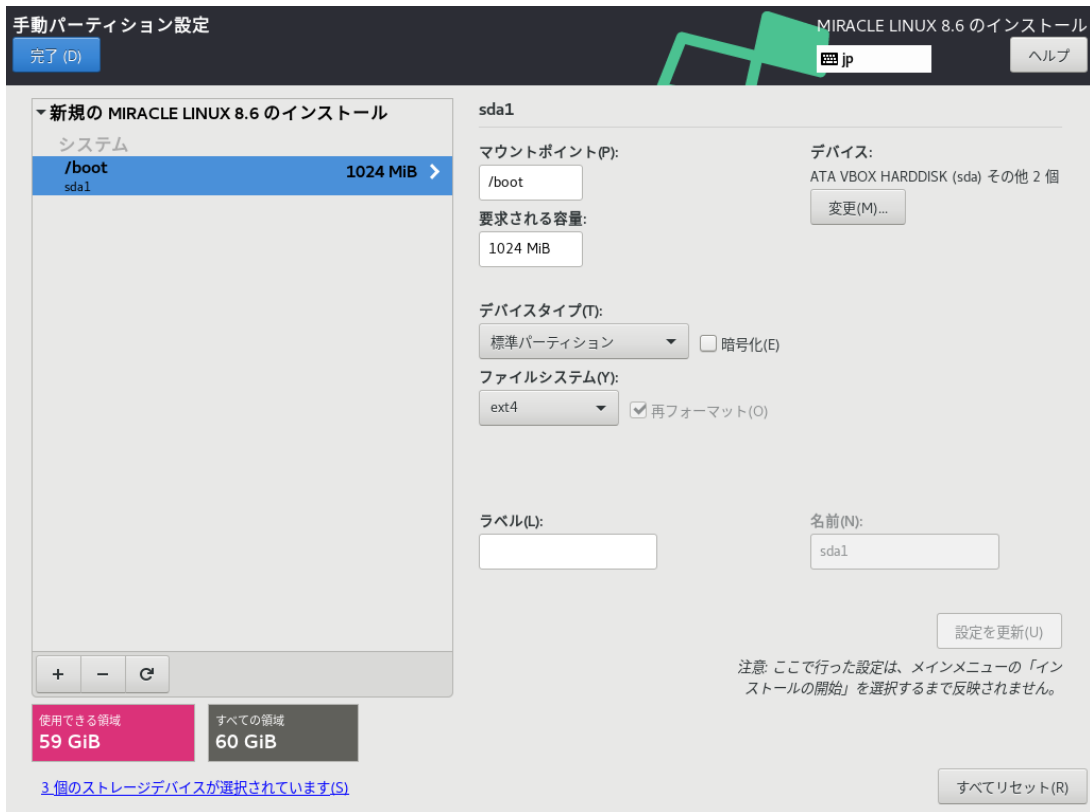 手動パーティション設定
MIRACLE LINUX 8.6 のインストール
完了 (D)
jp
ヘルプ
新規の MIRACLE LINUX 8.6 のインストール
システム
/boot
1024 MiB
sda1
sda1
マウントポイント(P):
/boot
デバイス:
ATA VBOX HARDDISK (sda) その他 2 個
変更(M)...
要求される容量:
1024 MiB
デバイスタイプ(T):
標準パーティション
暗号化(E)
ファイルシステム(Y):
ext4
再フォーマット(O)
ラベル(L):
名前(N):
sda1
設定を更新(U)
注意: ここで行った設定は、メインメニューの「イン
ストールの開始」を選択するまで反映されません。
使用できる領域
59 GiB
すべての領域
60 GiB
3 個のストレージデバイスが選択されています(S)
すべてリセット(R)